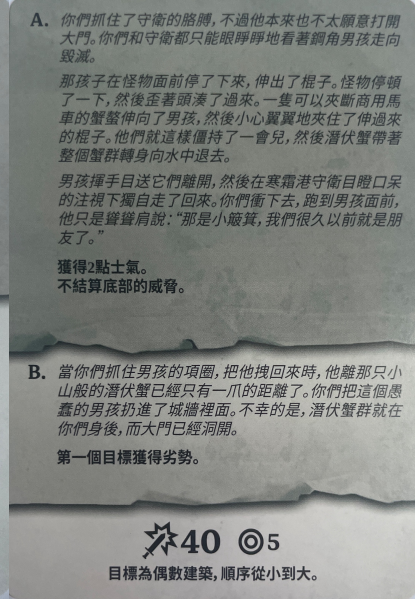 A. 你們抓住了守衛的胳膊,不過他本來也不太願意打開
大門。你們和守衛都只能眼睜睜地看著鋼角男孩走向
毀滅。
那孩子在怪物面前停了下來,伸出了棍子。怪物停頓
了一下,然後歪著頭湊了過來。一隻可以夾斷商用馬
車的蟹螯伸向了男孩,然後小心翼翼地夾住了伸過來
的棍子。他們就這樣僵持了一會兒,然後潛伏蟹帶著
整個蟹群轉身向水中退去。
男孩揮手目送它們離開,然後在寒霜港守衛目瞪口呆
的注視下獨自走了回來。你們衝下去,跑到男孩面前,
他只是聳聳肩說:“那是小簸箕,我們很久以前就是朋
友了。”
獲得2點士氣。
不結算底部的威脅。
B. 當你們抓住男孩的項圈,把他拽回來時,他離那只小
山般的潛伏蟹已經只有一爪的距離了。你們把這個愚
蠢的男孩扔進了城牆裡面。不幸的是,潛伏蟹群就在
你們身後,而大門已經洞開。
第一個目標獲得劣勢。
40 5
目標為偶數建築,順序從小到大。